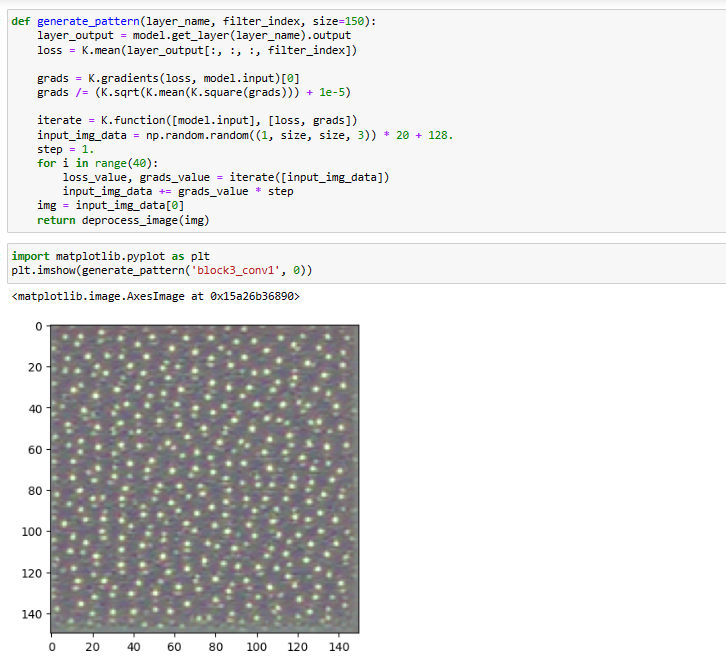 def generate_pattern(layer_name, filter_index, size=150):
    layer_output = model.get_layer(layer_name).output
    loss = K.mean(layer_output[:, :, :, filter_index])

    grads = K.gradients(loss, model.input)[0]
    grads /= (K.sqrt(K.mean(K.square(grads))) + 1e-5)

    iterate = K.function([model.input], [loss, grads])
    input_img_data = np.random.random((1, size, size, 3)) * 20 + 128.
    step = 1.
    for i in range(40):
        loss_value, grads_value = iterate([input_img_data])
        input_img_data += grads_value * step
    img = input_img_data[0]
    return deprocess_image(img)
import matplotlib.pyplot as plt
plt.imshow(generate_pattern('block3_conv1', 0))
<matplotlib.image.AxesImage at 0x15a26b36890>
0
20
40
60
80
100
120
140
0 20 40 60 80 100 120 140